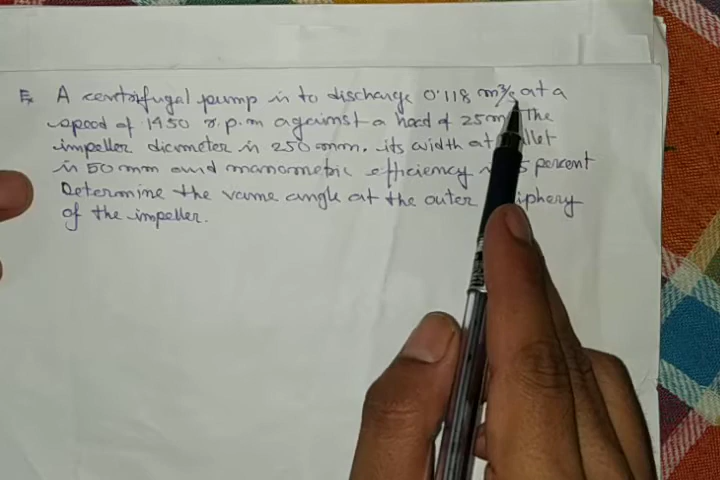 Ex A centrifugal pump is to discharge 0.118 m³/s at a
speed of 1450 r.p.m against a head of 25m. The
impeller diameter is 250 mm. its width at
is 50 mm and manometric efficiency percent
Determine the vane angle at the outer
of the impeller.